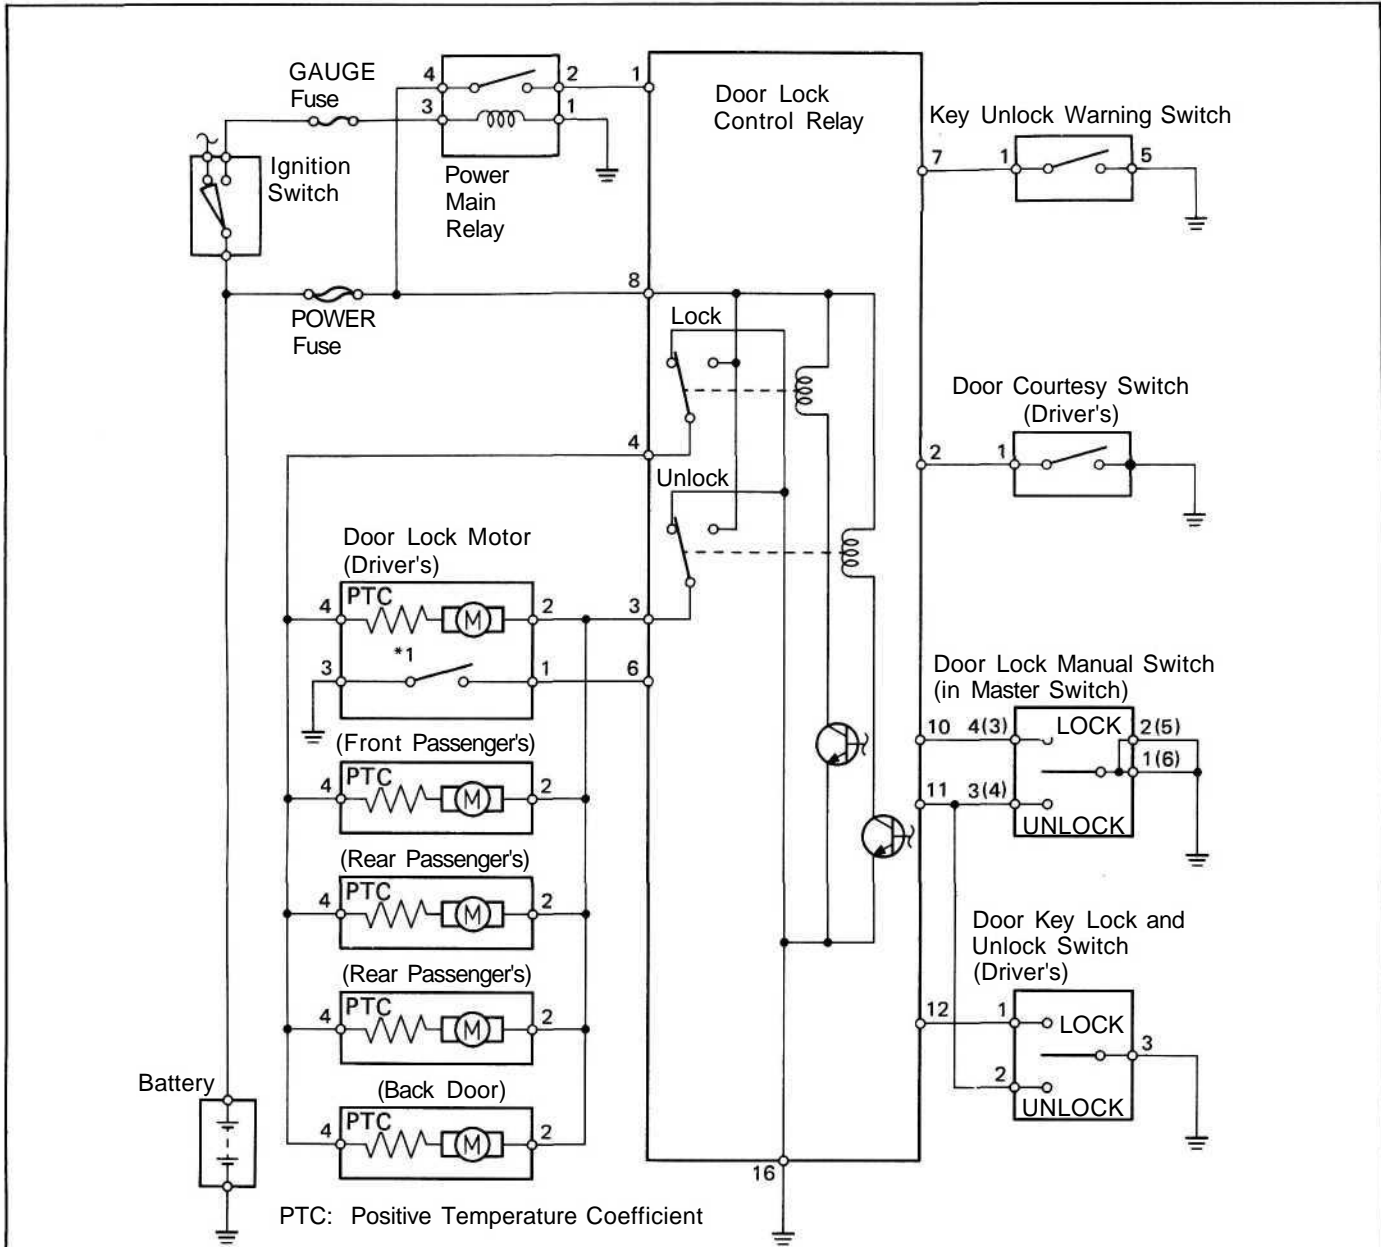 GAUGE
Fuse
4
2
1
3
1
Door Lock
Control Relay
Key Unlock Warning Switch
7
1
5
Ignition
Switch
Power
Main
Relay
8
POWER
Fuse
Lock
Door Courtesy Switch
(Driver's)
4
2
1
Unlock
Door Lock Motor
(Driver's)
PTC
4
M
2
3
*1
3
1
6
Door Lock Manual Switch
(in Master Switch)
10
4(3)
LOCK
2(5)
1(6)
11
3(4)
UNLOCK
(Front Passenger's)
PTC
4
M
2
(Rear Passenger's)
PTC
4
M
2
Door Key Lock and
Unlock Switch
(Driver's)
(Rear Passenger's)
PTC
4
M
2
12
1
LOCK
3
2
UNLOCK
Battery
(Back Door)
PTC
4
M
2
16
PTC: Positive Temperature Coefficient